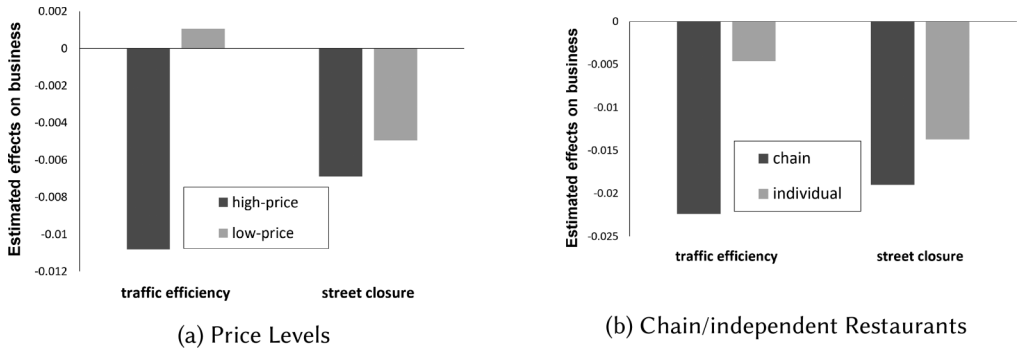 Estimated effects on business
0.002
0
-0.002
-0.004
-0.006
-0.008
-0.01
-0.012
high-price
low-price
traffic efficiency street closure
(a) Price Levels
Estimated effects on business
0
-0.005
-0.01
-0.015
-0.02
-0.025
chain
individual
traffic efficiency street closure
(b) Chain/independent Restaurants